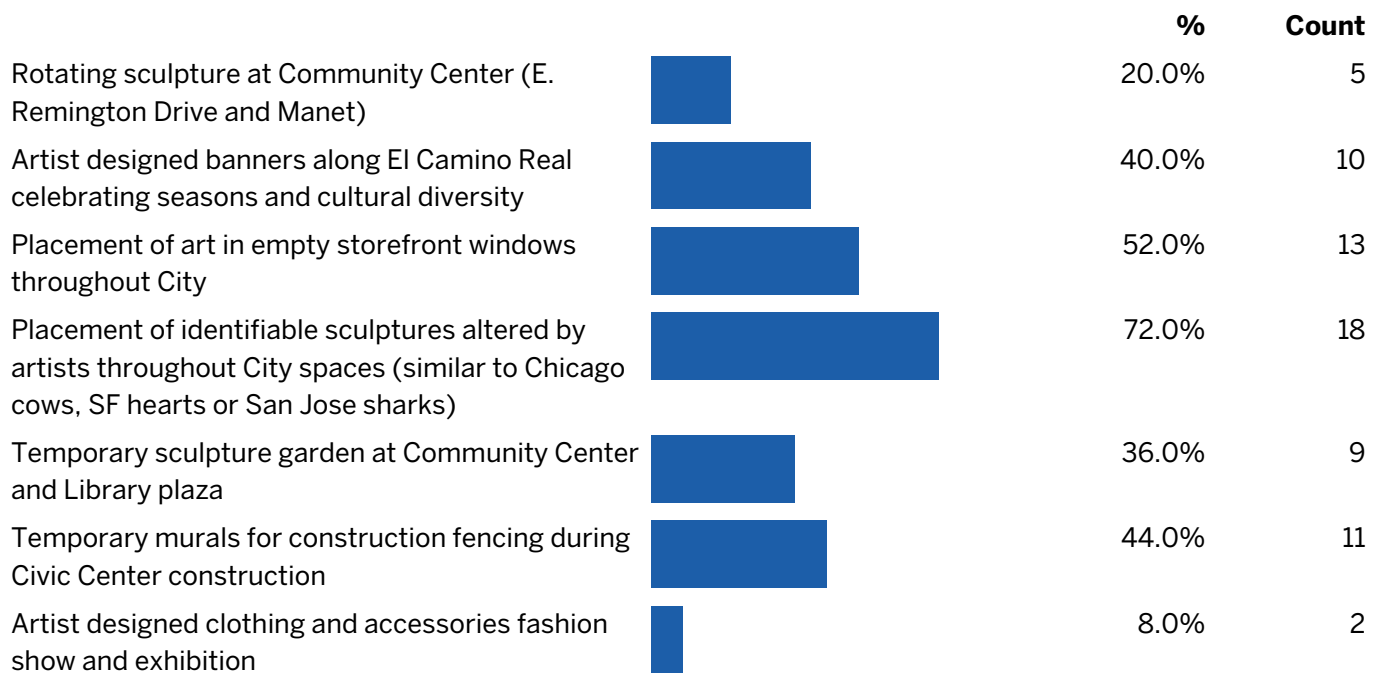 % Count
Rotating sculpture at Community Center (E. 20.0% 5
Remington Drive and Manet)
Artist designed banners along El Camino Real 40.0% 10
celebrating seasons and cultural diversity
Placement of art in empty storefront windows 52.0% 13
throughout City
Placement of identifiable sculptures altered by 72.0% 18
artists throughout City spaces (similar to Chicago
cows, SF hearts or San Jose sharks)
Temporary sculpture garden at Community Center 36.0% 9
and Library plaza
Temporary murals for construction fencing during 44.0% 11
Civic Center construction
Artist designed clothing and accessories fashion 8.0% 2
show and exhibition